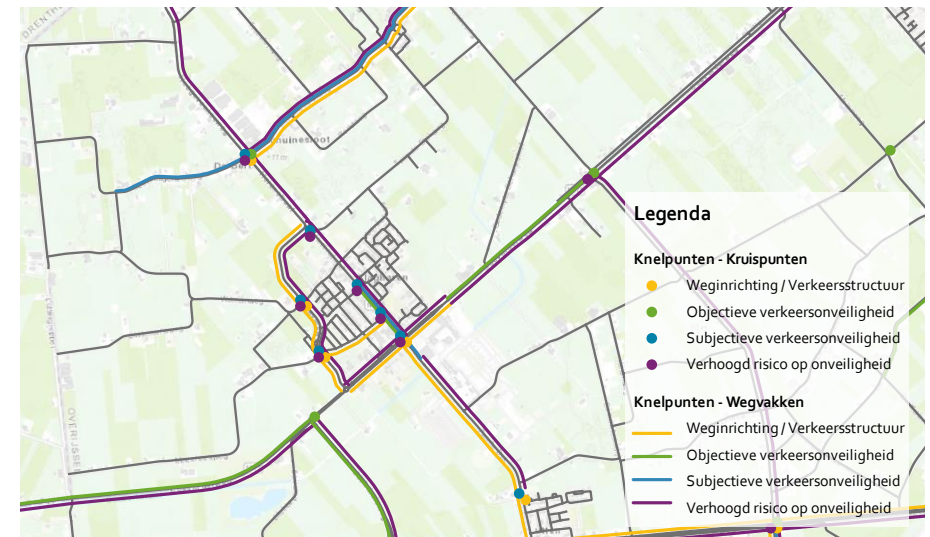 OVERIJSSEL
Legenda
Knelpunten - Kruispunten
Weginrichting / Verkeersstructuur
Objectieve verkeersonveiligheid
Subjectieve verkeersonveiligheid
Verhoogd risico op onveiligheid
Knelpunten - Wegvakken
Weginrichting / Verkeersstructuur
Objectieve verkeersonveiligheid
Subjectieve verkeersonveiligheid
Verhoogd risico op onveiligheid